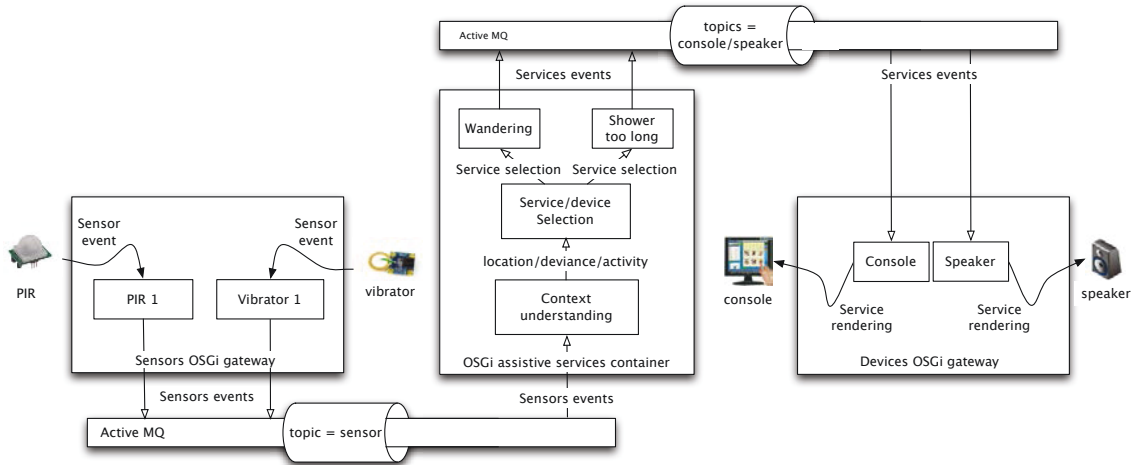 Active MQ
topics =
console/speaker
Services events
Services events
Wandering
Shower
too long
Service selection
Service selection
Service/device
Selection
location/deviance/activity
Context
understanding
OSGi assistive services container
Sensor
event
Sensor
event
PIR
vibrator
PIR 1
Vibrator 1
Sensors OSGi gateway
Sensors events
Sensors events
Active MQ
topic = sensor
Console
Speaker
console
speaker
Service
rendering
Service
rendering
Devices OSGi gateway